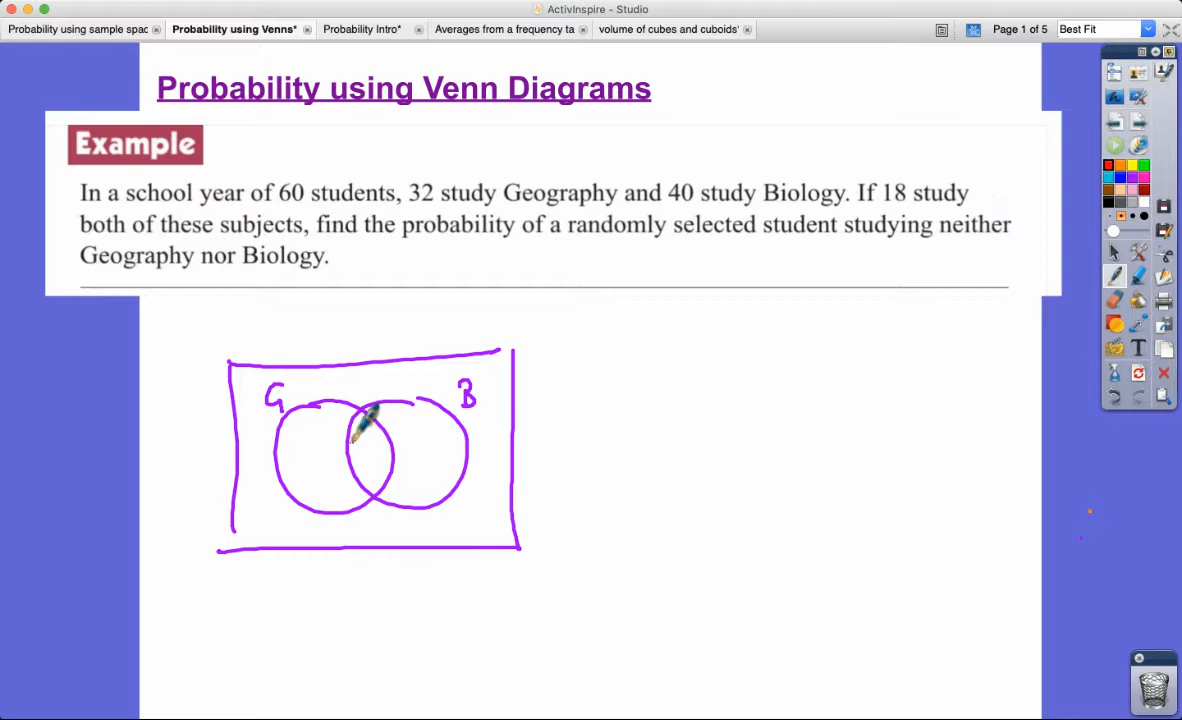 ActivInspire - Studio
Probability using sample spac
Probability using Venns*
Probability Intro*
Averages from a frequency ta
volume of cubes and cuboids'
Page 1 of 5
Best Fit
Probability using Venn Diagrams
Example
In a school year of 60 students, 32 study Geography and 40 study Biology. If 18 study
both of these subjects, find the probability of a randomly selected student studying neither
Geography nor Biology.
G
B
T